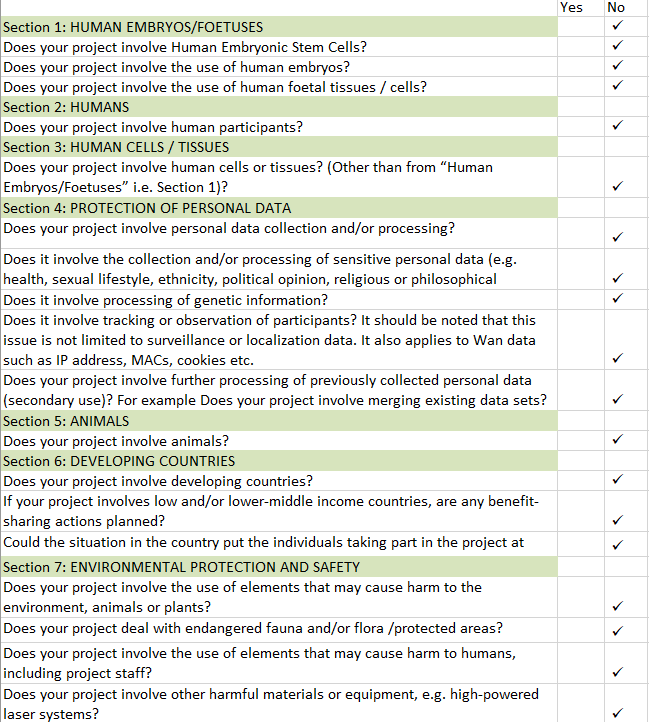 Yes No
Section 1: HUMAN EMBRYOS/FOETUSES ✓
Does your project involve Human Embryonic Stem Cells? ✓
Does your project involve the use of human embryos? ✓
Does your project involve the use of human foetal tissues / cells? ✓
Section 2: HUMANS
Does your project involve human participants? ✓
Section 3: HUMAN CELLS / TISSUES
Does your project involve human cells or tissues? (Other than from “Human
Embryos/Foetuses” i.e. Section 1)? ✓
Section 4: PROTECTION OF PERSONAL DATA
Does your project involve personal data collection and/or processing? ✓
Does it involve the collection and/or processing of sensitive personal data (e.g.
health, sexual lifestyle, ethnicity, political opinion, religious or philosophical ✓
Does it involve processing of genetic information? ✓
Does it involve tracking or observation of participants? It should be noted that this
issue is not limited to surveillance or localization data. It also applies to Wan data
such as IP address, MACs, cookies etc. ✓
Does your project involve further processing of previously collected personal data
(secondary use)? For example Does your project involve merging existing data sets? ✓
Section 5: ANIMALS
Does your project involve animals? ✓
Section 6: DEVELOPING COUNTRIES
Does your project involve developing countries? ✓
If your project involves low and/or lower-middle income countries, are any benefit-
sharing actions planned? ✓
Could the situation in the country put the individuals taking part in the project at ✓
Section 7: ENVIRONMENTAL PROTECTION AND SAFETY
Does your project involve the use of elements that may cause harm to the
environment, animals or plants? ✓
Does your project deal with endangered fauna and/or flora /protected areas? ✓
Does your project involve the use of elements that may cause harm to humans,
including project staff? ✓
Does your project involve other harmful materials or equipment, e.g. high-powered
laser systems? ✓